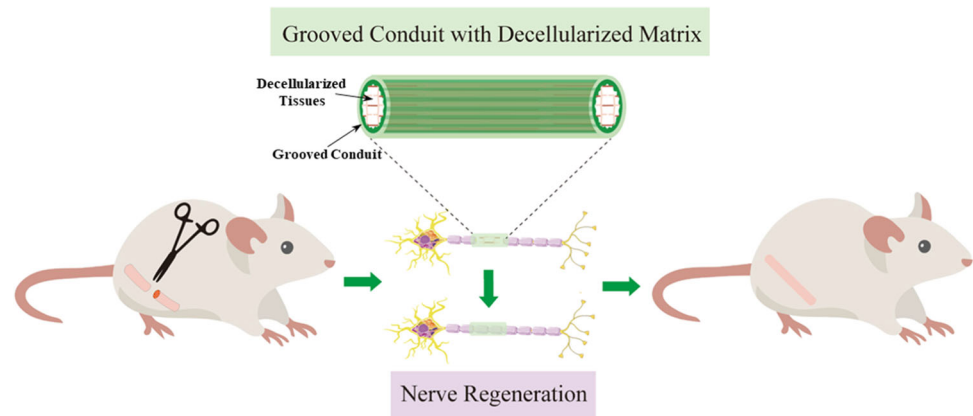 Grooved Conduit with Decellularized Matrix
Decellularized
Tissues
Grooved Conduit
Nerve Regeneration